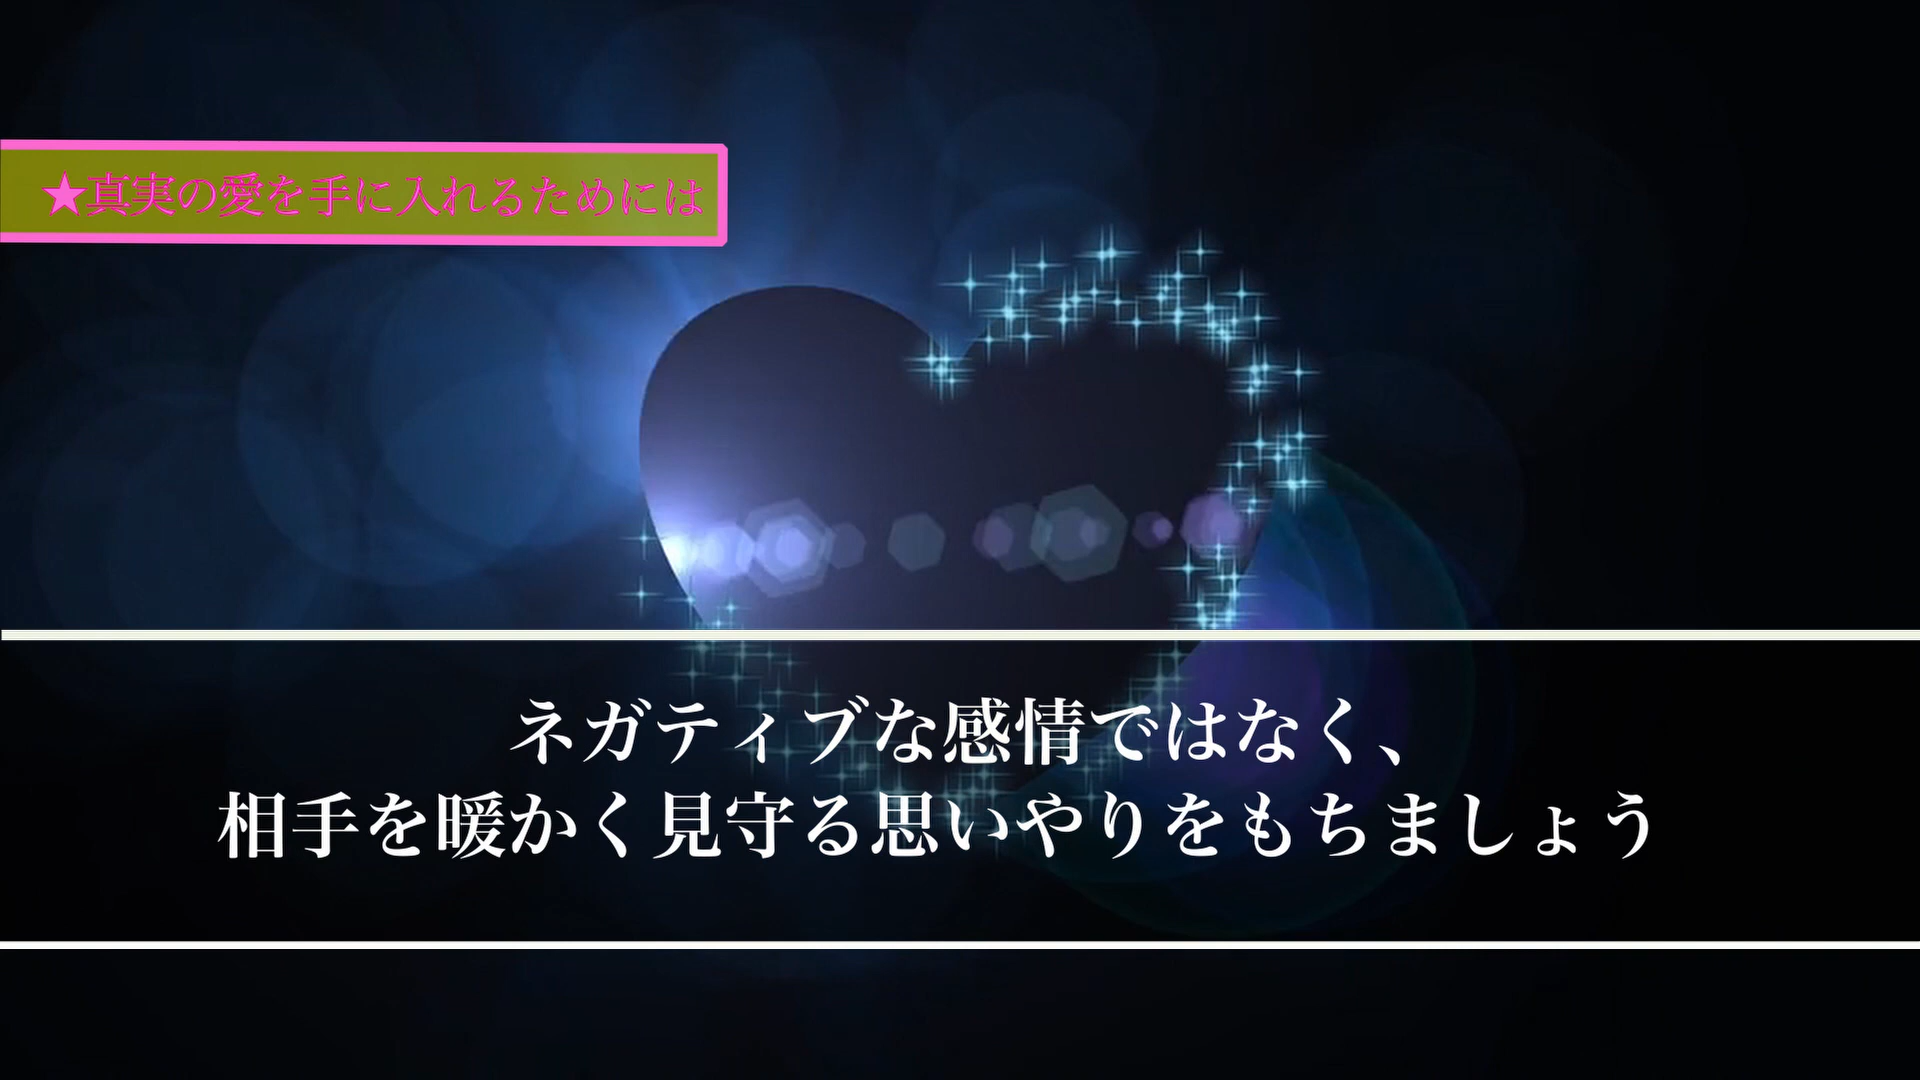 ★真実の愛を手に入れるためには
ネガティブな感情ではなく、
相手を暖かく見守る思いやりをもちましょう